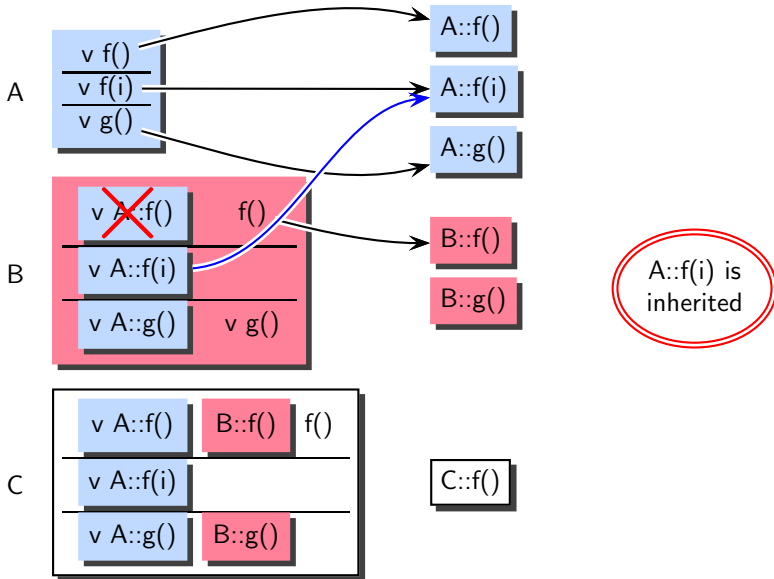 A
v f()
v f(i)
v g()
A::f()
A::f(i)
A::g()
B
v A::f() f()
v A::f(i)
v A::g() v g()
B::f()
B::g()
A::f(i) is
inherited
C
v A::f() B::f() f()
v A::f(i)
v A::g() B::g()
C::f()